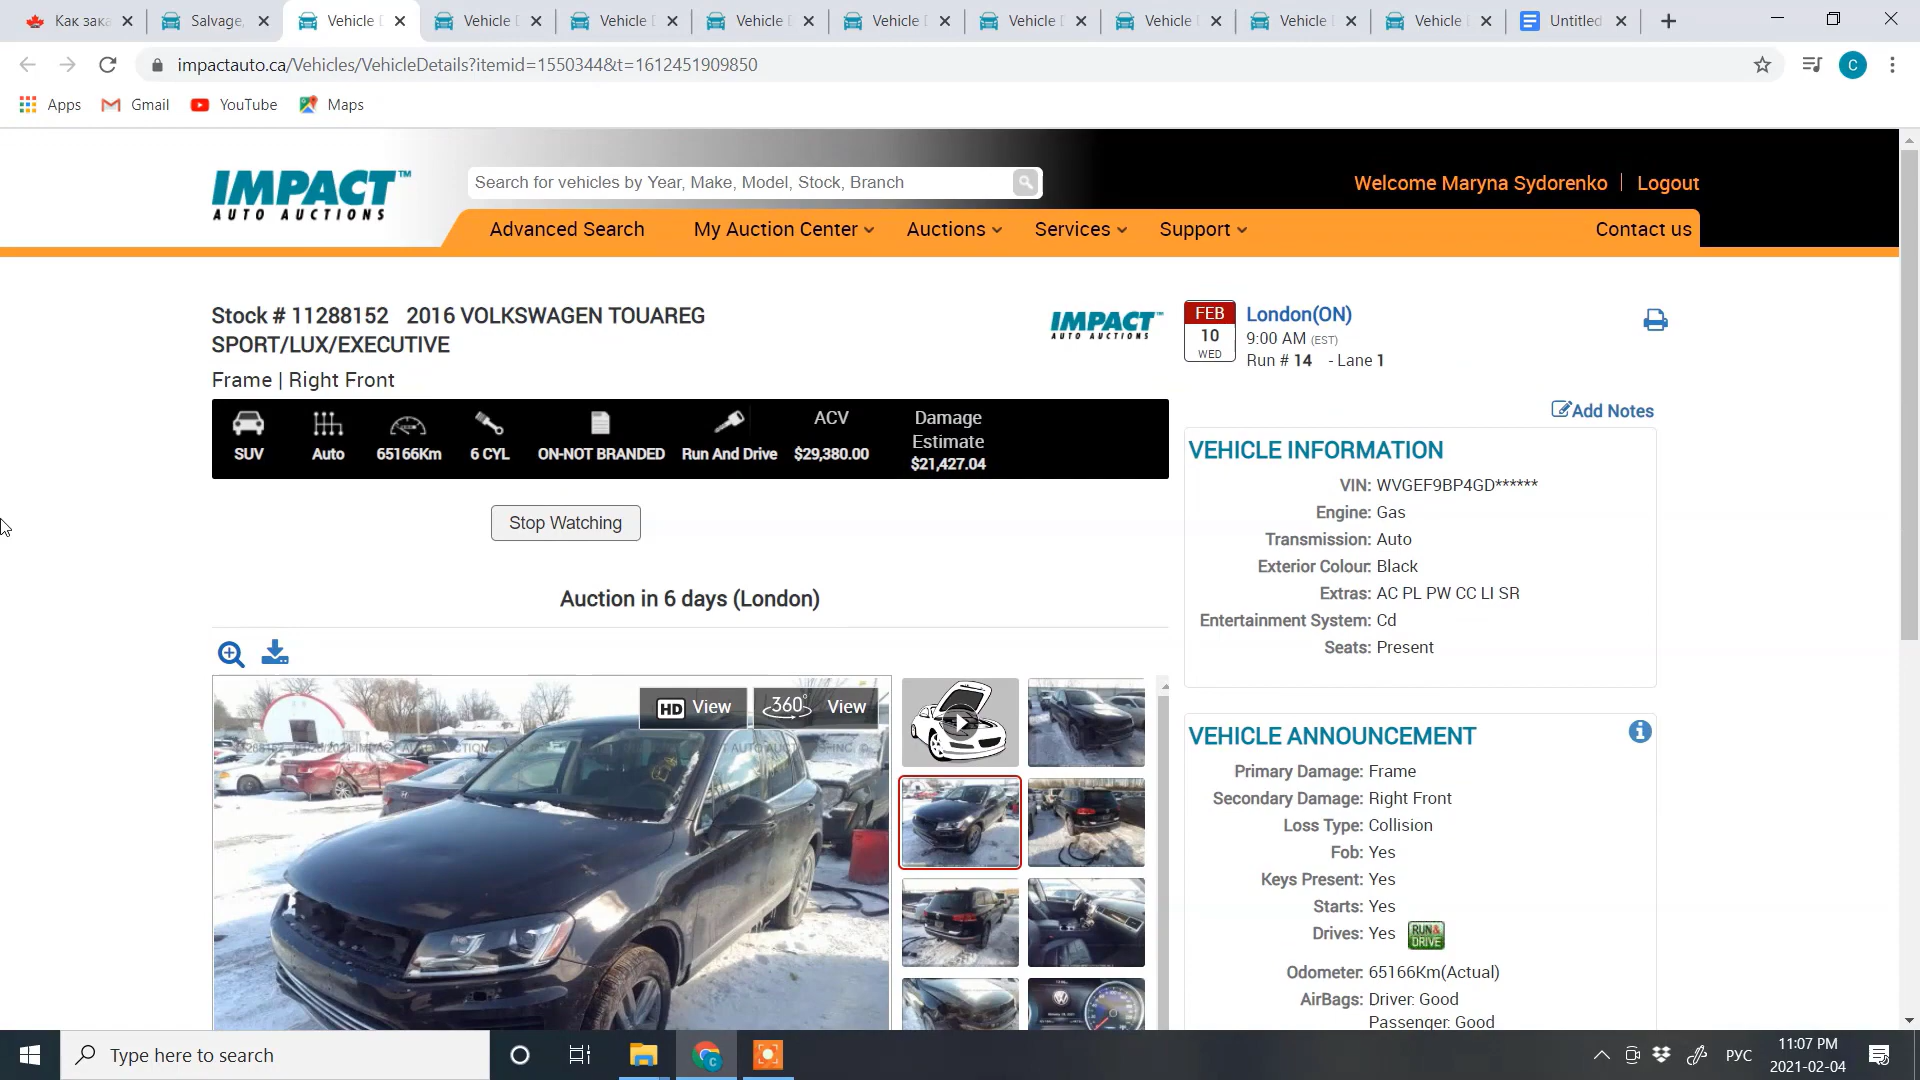 Как зака
Salvage,
Vehicle D
Vehicle D
Vehicle D
Vehicle D
Vehicle D
Vehicle D
Vehicle D
Vehicle
Vehicle
Untitled
impactauto.ca/Vehicles/VehicleDetails?itemid=1550344&t=1612451909850
C
Apps Gmail YouTube Maps
IMPACT™
AUTO AUCTIONS
Search for vehicles by Year, Make, Model, Stock, Branch
Welcome Maryna Sydorenko | Logout
Advanced Search My Auction Center Auctions Services Support Contact us
Stock # 11288152 2016 VOLKSWAGEN TOUAREG
SPORT/LUX/EXECUTIVE
Frame | Right Front
IMPACT™
AUTO AUCTIONS
SUV
Auto
65166Km
6 CYL
ON-NOT BRANDED
Run And Drive
ACV
$29,380.00
Damage
Estimate
$21,427.04
Stop Watching
Auction in 6 days (London)
HD View
360° View
FEB
10
WED
London(ON)
9:00 AM (EST)
Run # 14 - Lane 1
Add Notes
VEHICLE INFORMATION
VIN: WVGEF9BP4GD******
Engine: Gas
Transmission: Auto
Exterior Colour: Black
Extras: AC PL PW CC LI SR
Entertainment System: Cd
Seats: Present
VEHICLE ANNOUNCEMENT
Primary Damage: Frame
Secondary Damage: Right Front
Loss Type: Collision
Fob: Yes
Keys Present: Yes
Starts: Yes
Drives: Yes RUN& DRIVE
Odometer: 65166Km(Actual)
AirBags: Driver: Good
Passenger: Good
Type here to search
РУС
11:07 PM
2021-02-04